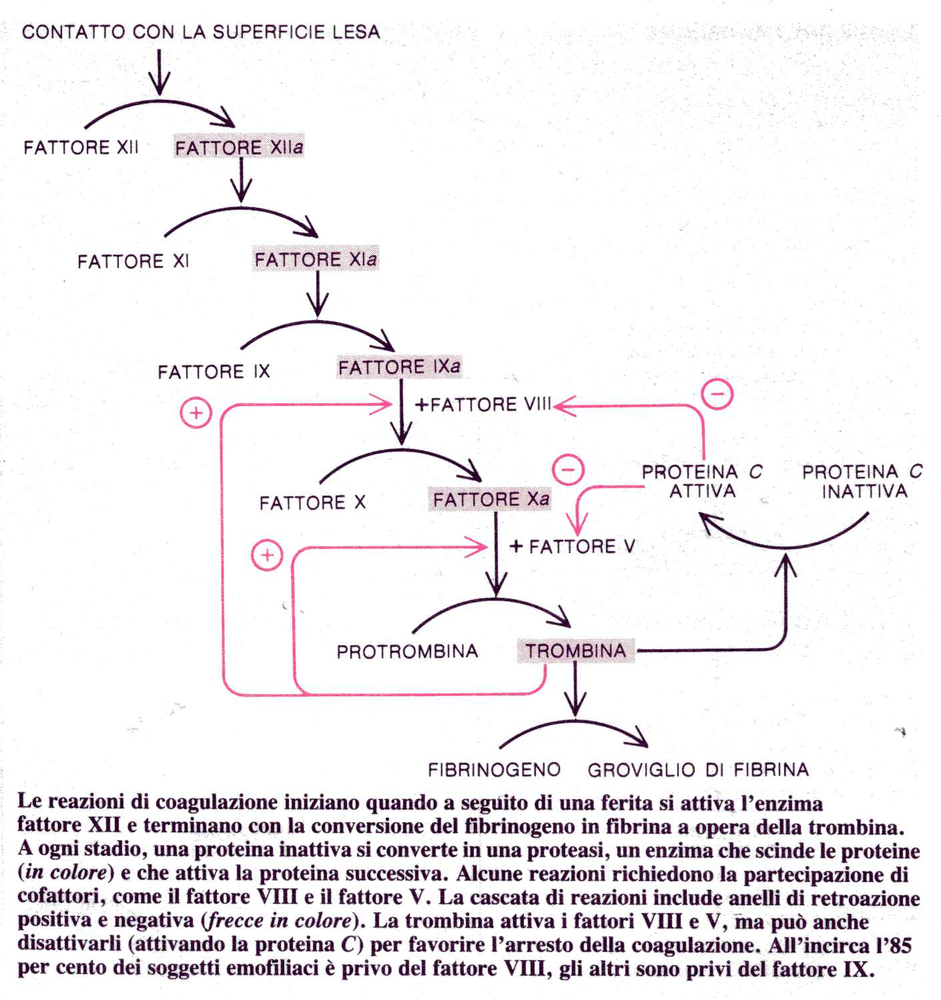 CONTATTO CON LA SUPERFICIE LESA
FATTORE XII
FATTORE XIIa
FATTORE XI
FATTORE XIa
FATTORE IX
FATTORE IXa
+
+FATTORE VIII
−
−
FATTORE X
FATTORE Xa
PROTEINA C
ATTIVA
PROTEINA C
INATTIVA
+
+ FATTORE V
PROTROMBINA
TROMBINA
FIBRINOGENO
GROVIGLIO DI FIBRINA
Le reazioni di coagulazione iniziano quando a seguito di una ferita si attiva l'enzima
fattore XII e terminano con la conversione del fibrinogeno in fibrina a opera della trombina.
A ogni stadio, una proteina inattiva si converte in una proteasi, un enzima che scinde le proteine
(in colore) e che attiva la proteina successiva. Alcune reazioni richiedono la partecipazione di
cofattori, come il fattore VIII e il fattore V. La cascata di reazioni include anelli di retroazione
positiva e negativa (frecce in colore). La trombina attiva i fattori VIII e V, ma può anche
disattivarli (attivando la proteina C) per favorire l'arresto della coagulazione. All'incirca l'85
per cento dei soggetti emofiliaci è privo del fattore VIII, gli altri sono privi del fattore IX.